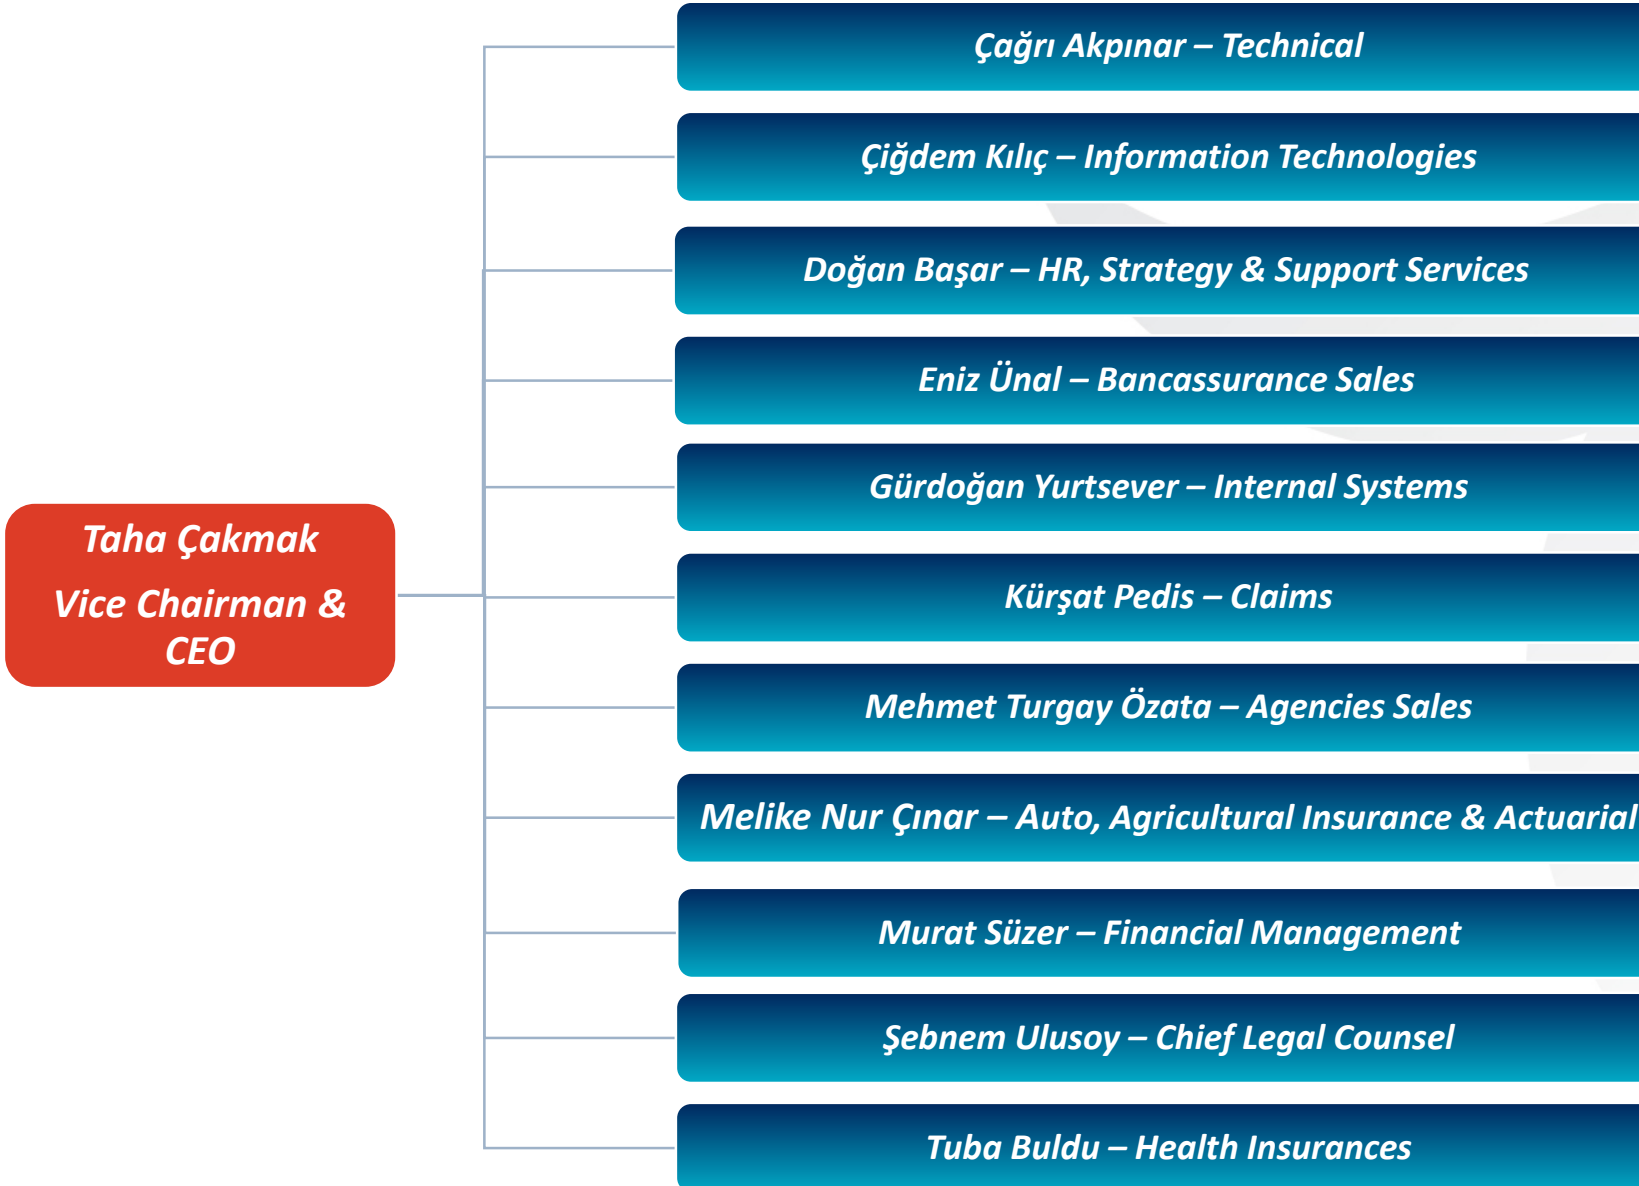 Çağrı Akpınar – Technical
Çiğdem Kılıç – Information Technologies
Doğan Başar – HR, Strategy & Support Services
Eniz Ünal – Bancassurance Sales
Gürdoğan Yurtsever – Internal Systems
Taha Çakmak
Vice Chairman &
CEO
Kürşat Pedis – Claims
Mehmet Turgay Özata – Agencies Sales
Melike Nur Çınar – Auto, Agricultural Insurance & Actuarial
Murat Süzer – Financial Management
Şebnem Ulusoy – Chief Legal Counsel
Tuba Buldu – Health Insurances